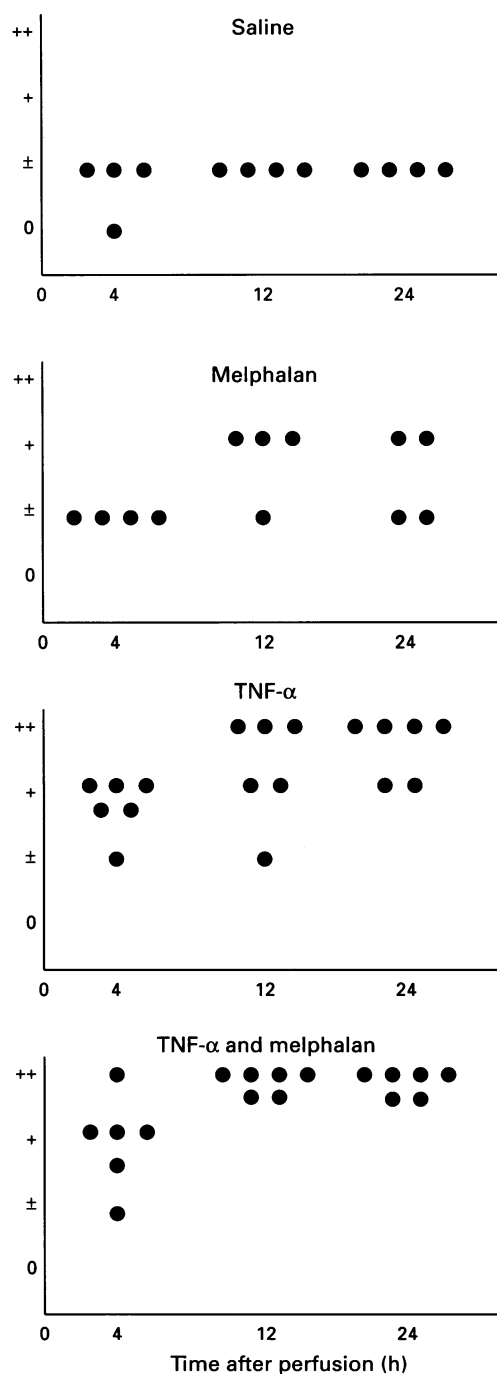 Saline
++
+
±
0
0 4 12 24
Melphalan
++
+
±
0
0 4 12 24
TNF-α
++
+
±
0
0 4 12 24
TNF-α and melphalan
++
+
±
0
0 4 12 24
Time after perfusion (h)